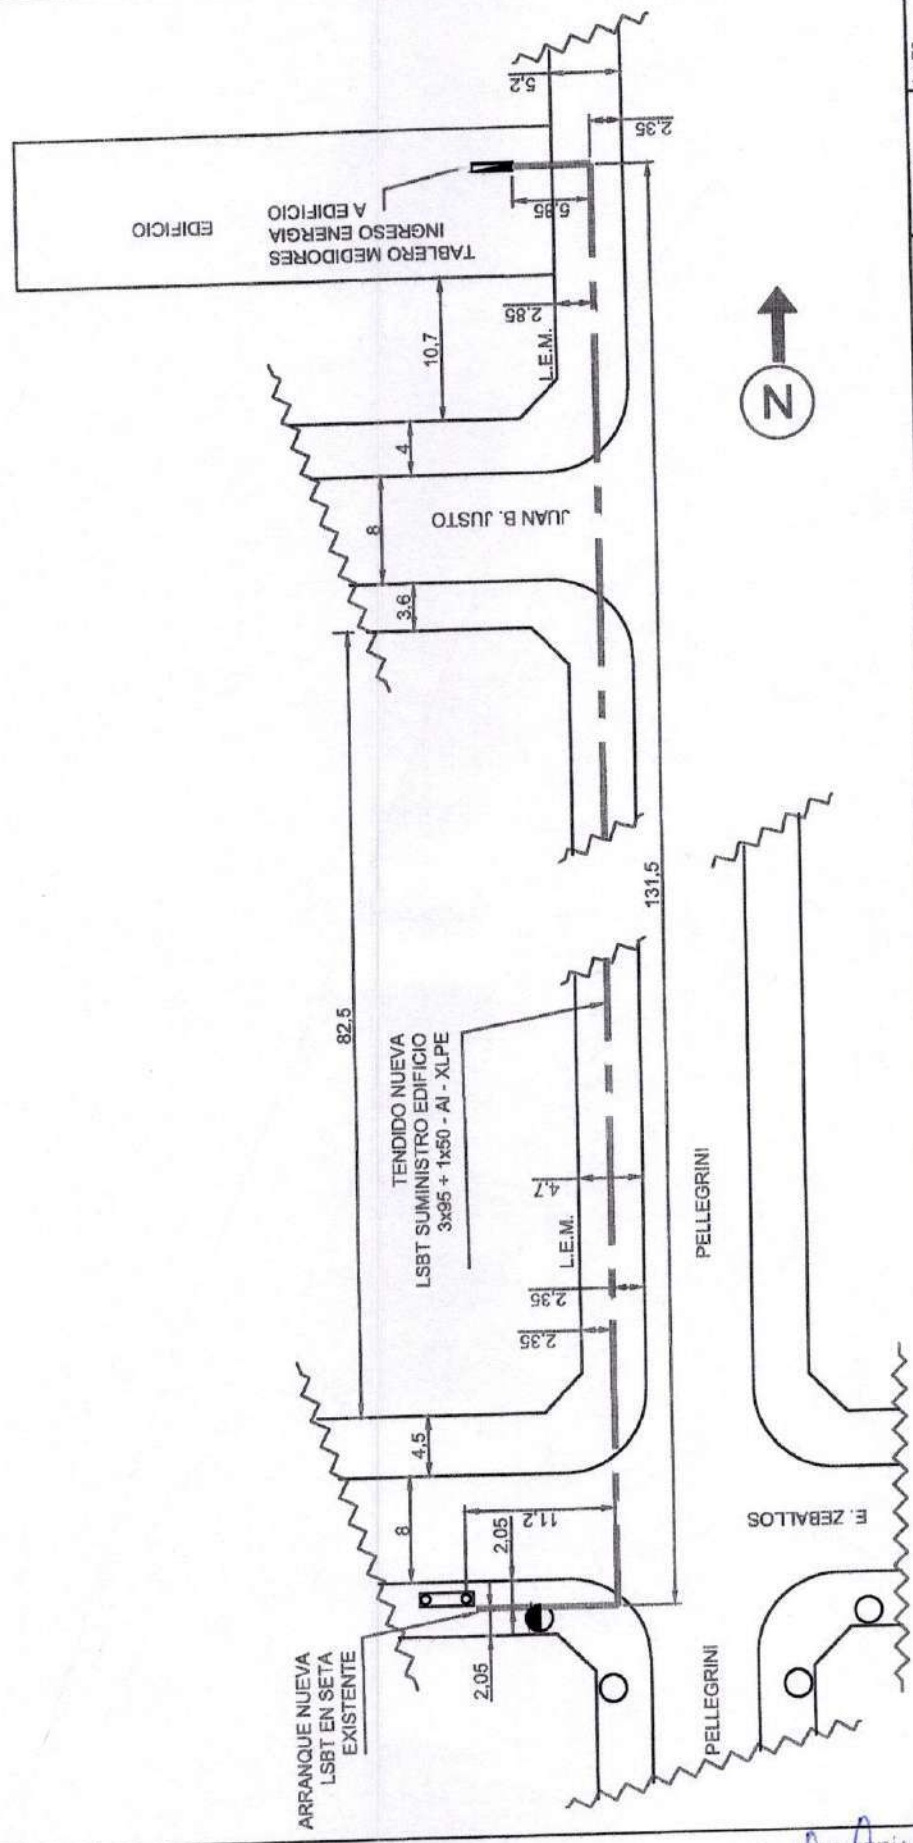 ARRANQUE NUEVA
LSBT EN SETA
EXISTENTE
2,05
8
4,5
11,2
2,05
82,5
TENDIDO NUEVA
LSBT SUMINISTRO EDIFICIO
3x95 + 1x50 - Al - XLPE
2,35
2,35
L.E.M.
4,7
3,6
8
4
10,7
JUAN B. JUSTO
L.E.M.
2,85
EDIFICIO
TABLERO MEDIDORES
INGRESO ENERGIA
A EDIFICIO
5,85
5,2
2,35
131,5
PELLEGRINI
PELLEGRINI
E. ZEBALLOS
N